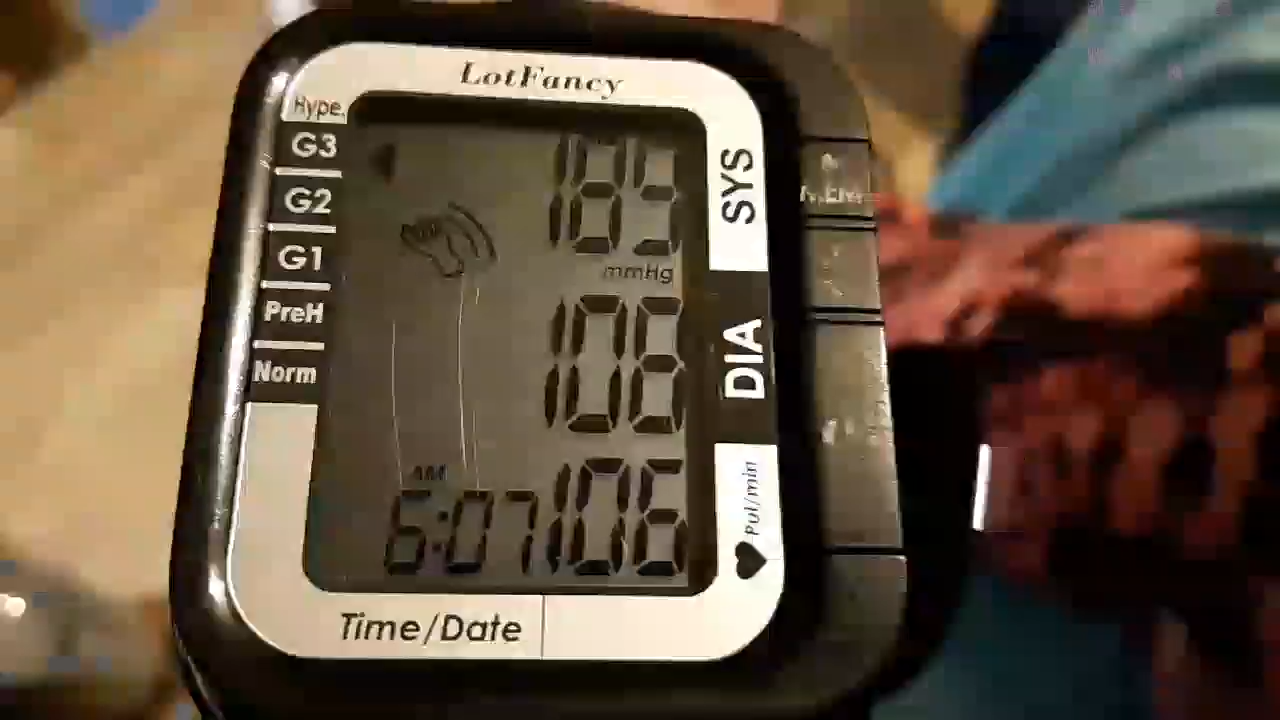 LotFancy
Hype.
G3
G2
G1
PreH
Norm
185
SYS
mmHg
108
DIA
AM
6:07
106
Pul/min
Time/Date